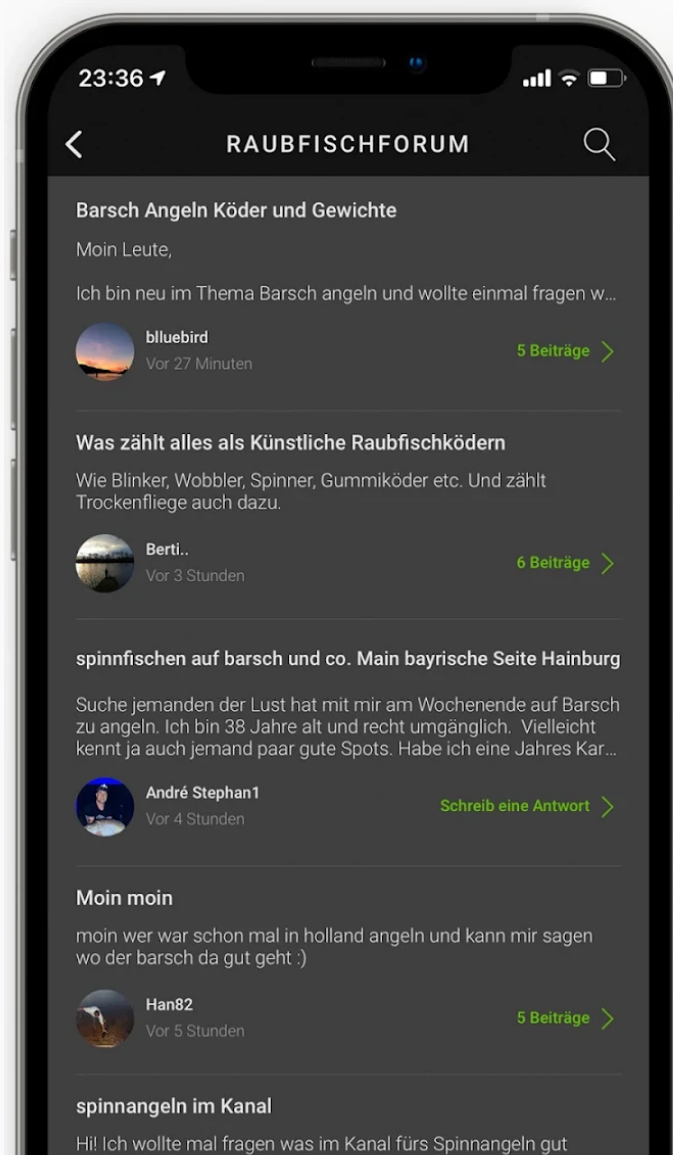 23:36
RAUBFISCHFORUM
Barsch Angeln Köder und Gewichte
Moin Leute,
Ich bin neu im Thema Barsch angeln und wollte einmal fragen w...
blluebird
Vor 27 Minuten
5 Beiträge
Was zählt alles als Künstliche Raubfischködern
Wie Blinker, Wobbler, Spinner, Gummiköder etc. Und zählt
Trockenfliege auch dazu.
Berti..
Vor 3 Stunden
6 Beiträge
spinnfischen auf barsch und co. Main bayrische Seite Hainburg
Suche jemanden der Lust hat mit mir am Wochenende auf Barsch
zu angeln. Ich bin 38 Jahre alt und recht umgänglich. Vielleicht
kennt ja auch jemand paar gute Spots. Habe ich eine Jahres Kar...
André Stephan1
Vor 4 Stunden
Schreib eine Antwort
Moin moin
moin wer war schon mal in holland angeln und kann mir sagen
wo der barsch da gut geht :)
Han82
Vor 5 Stunden
5 Beiträge
spinnangeln im Kanal
Hi! Ich wollte mal fragen was im Kanal fürs Spinnangeln gut